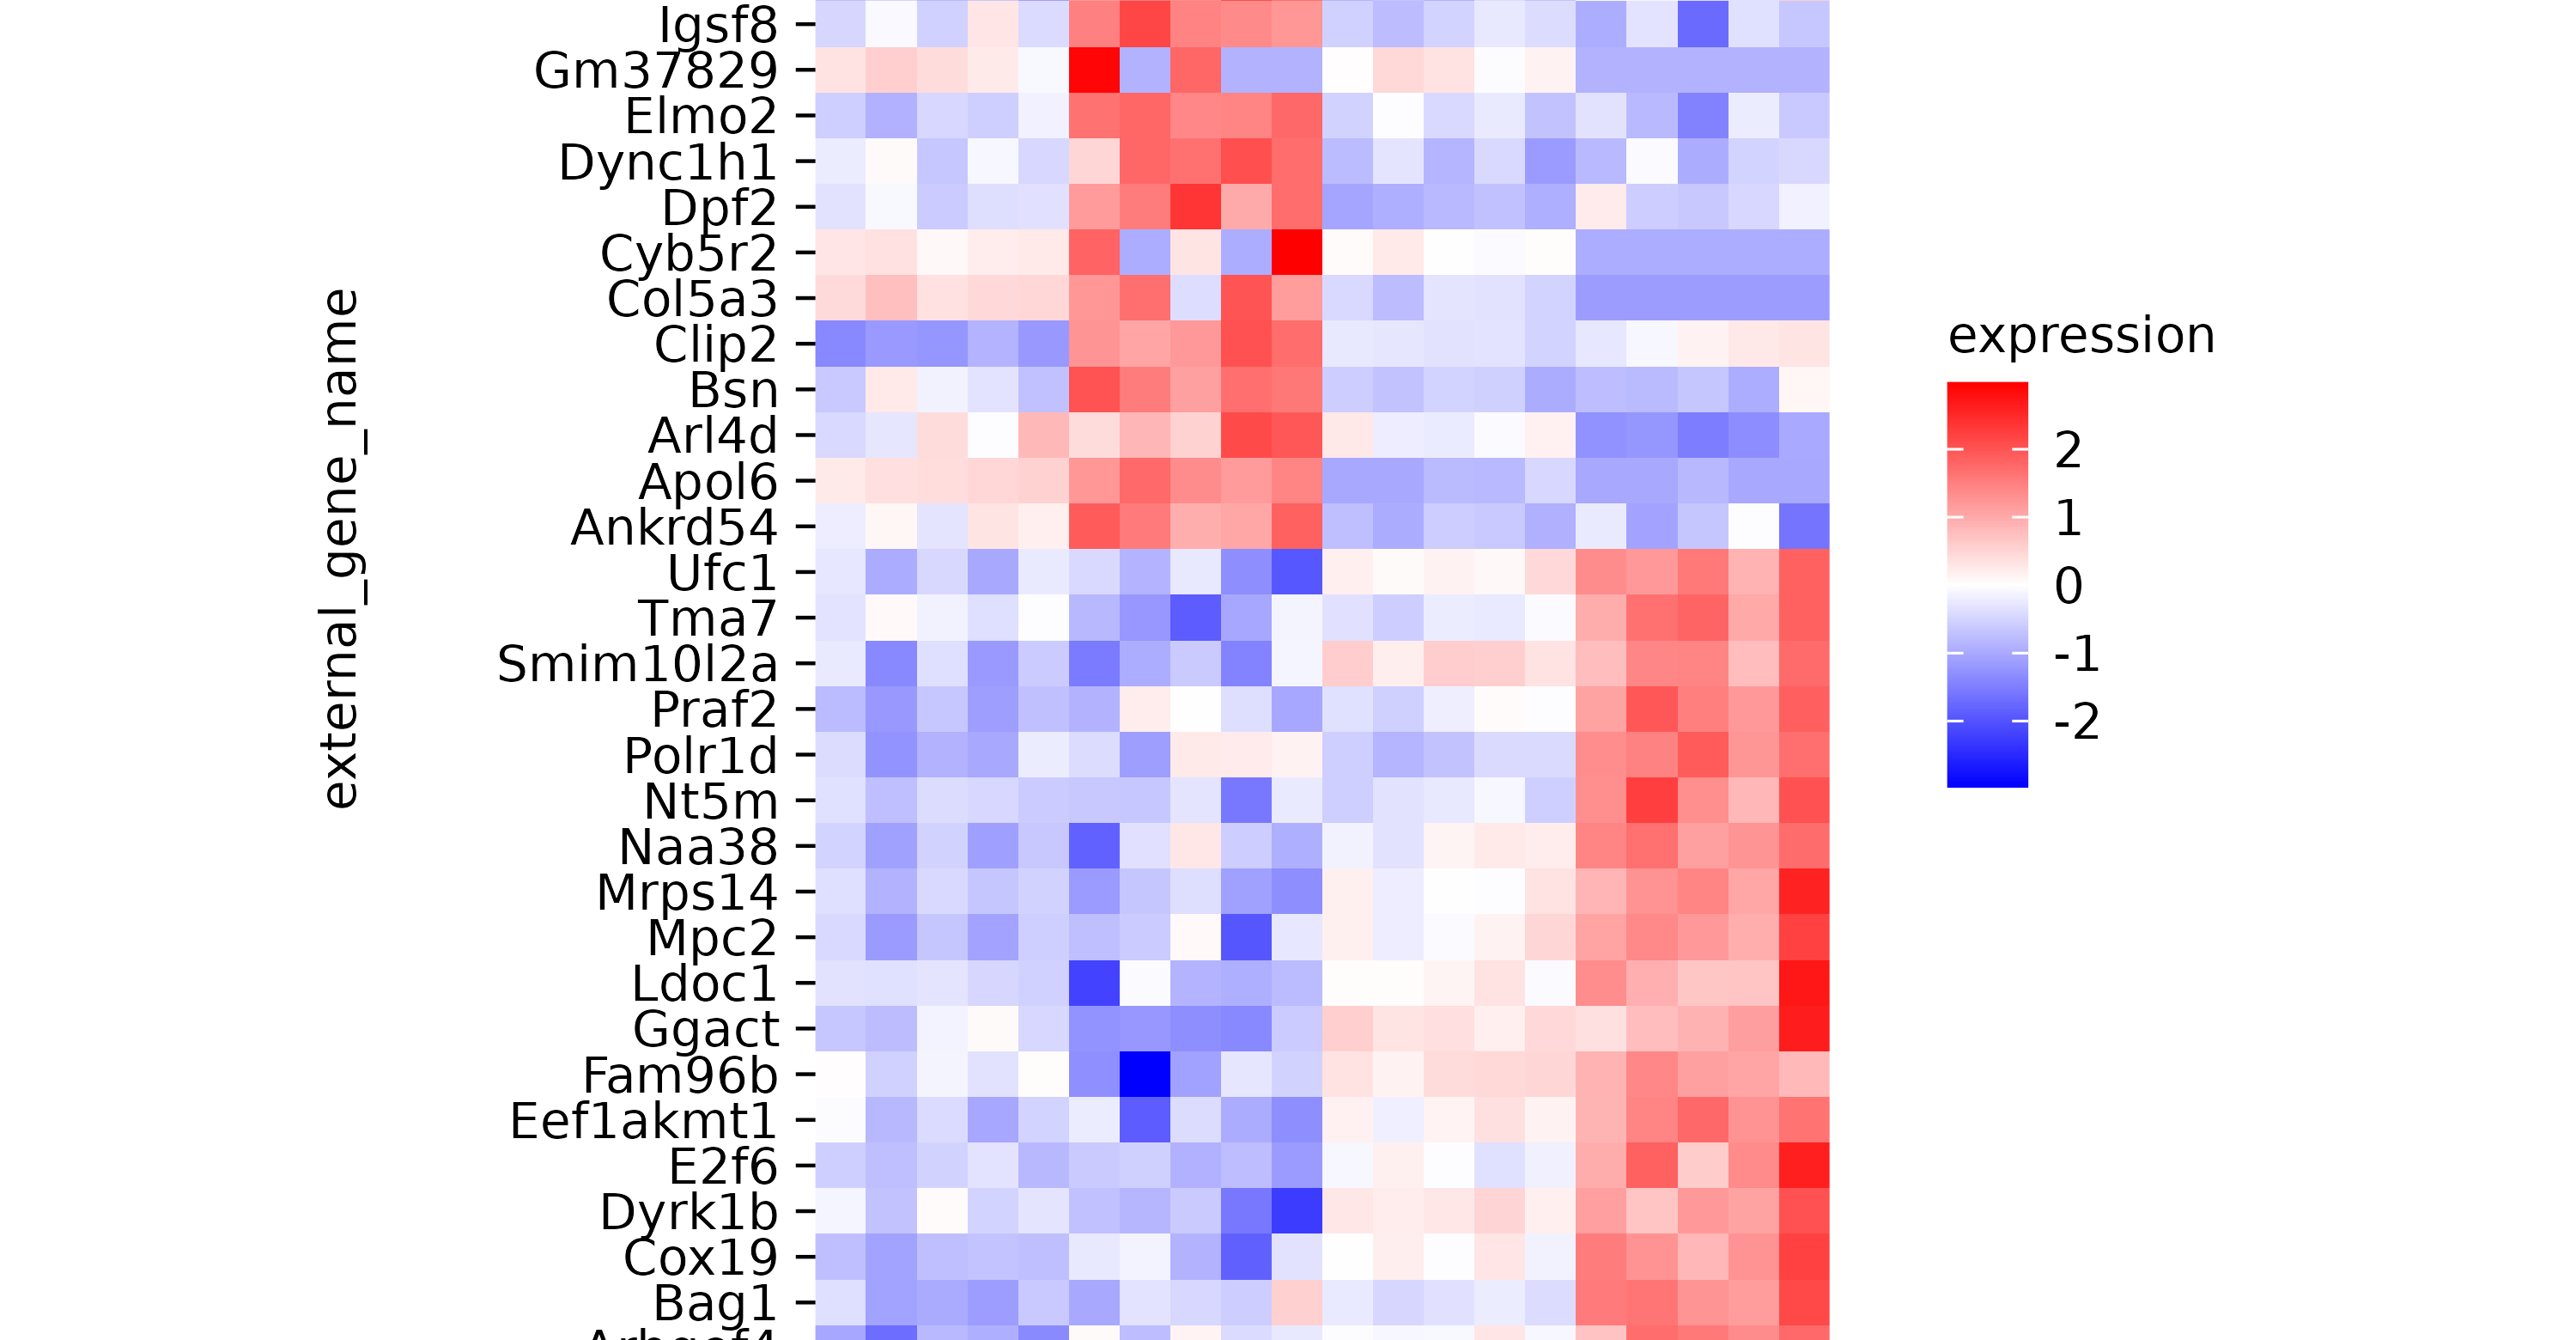 Igsf8
Gm37829
Elmo2
Dync1h1
Dpf2
Cyb5r2
Col5a3
Clip2
Bsn
Arl4d
Apol6
Ankrd54
Ufc1
Tma7
Smim10l2a
Praf2
Polr1d
Nt5m
Naa38
Mrps14
Mpc2
Ldoc1
Ggact
Fam96b
Eef1akmt1
E2f6
Dyrk1b
Cox19
Bag1
external_gene_name
expression
2
1
0
-1
-2